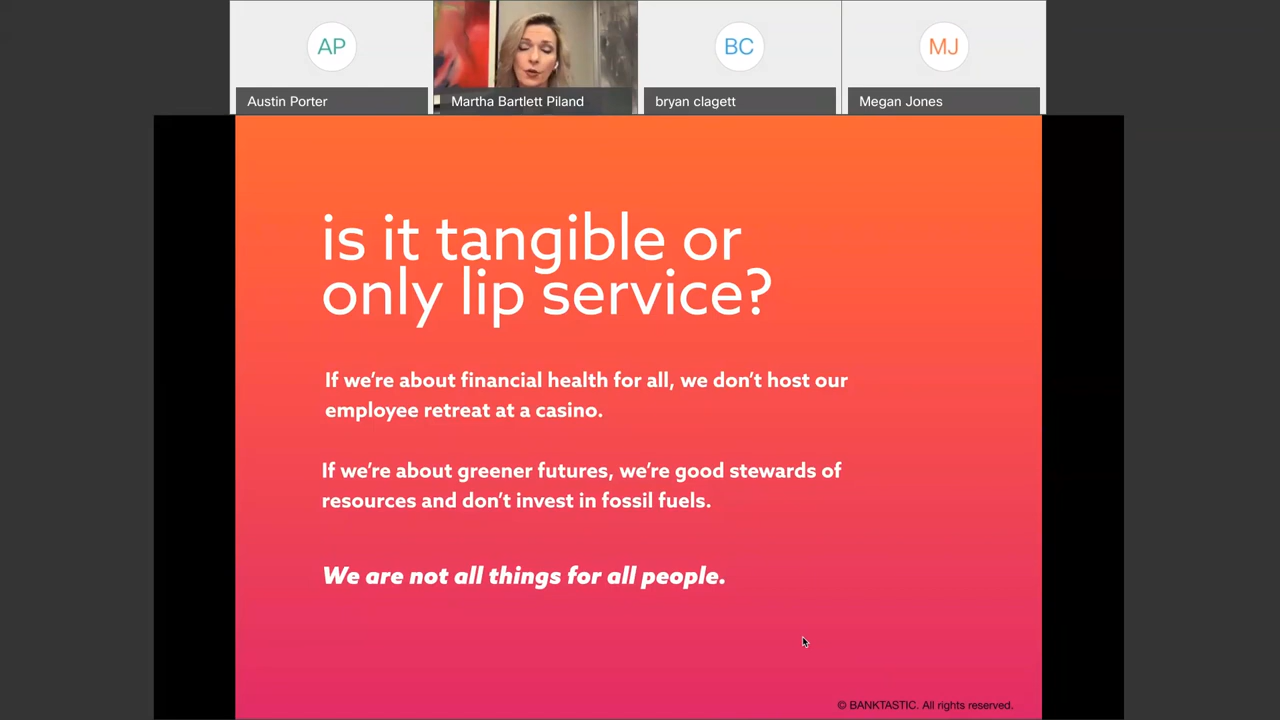 AP
BC
MJ
Austin Porter
Martha Bartlett Piland
bryan clagett
Megan Jones
is it tangible or
only lip service?
If we’re about financial health for all, we don’t host our
employee retreat at a casino.
If we’re about greener futures, we’re good stewards of
resources and don’t invest in fossil fuels.
We are not all things for all people.
© BANKTASTIC. All rights reserved.